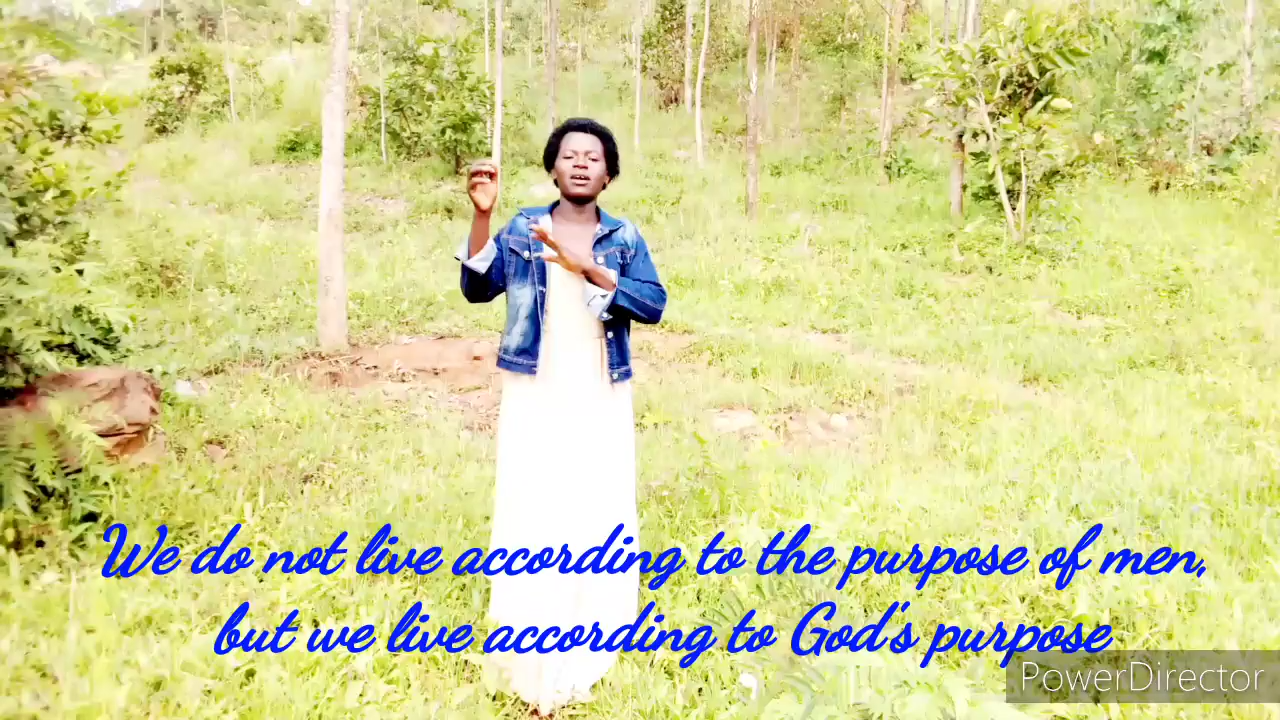 We do not live according to the purpose of men,
but we live according to God's purpose
PowerDirector